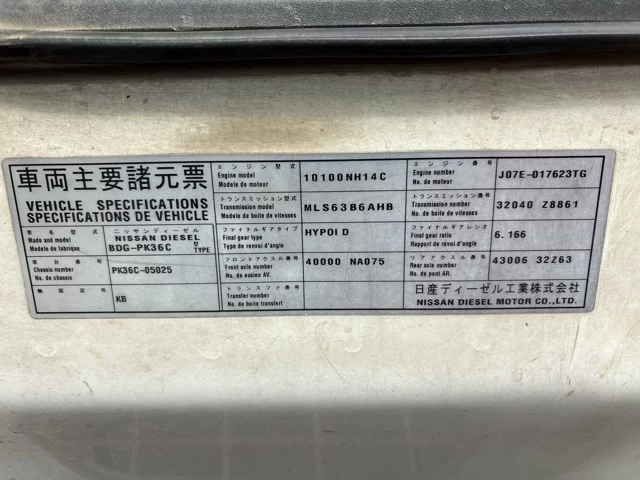 車両主要諸元票
VEHICLE SPECIFICATIONS
SPECIFICATIONS DE VEHICLE
車名型式
Made and model
Modele de fabrique
ニッサンディーゼル
NISSAN DIESEL
BDG-PK36C 型 TYPE
車台番号
Chassis number
No. de chassis
PK36C-05025
KB
エンジン型式
Engine model
Modele de moteur
10100NH14C
トランスミッション型式
Transmission model
Modele de boite de vitesses
MLS63B6AHB
ファイナルギアタイプ
Final gear type
Type de revoi d'angle
HYPOID
フロントアクスル番号
Front axle number
No. de essieu AV.
40000 NA075
トランスファ番号
Transfer number
No. de boite transfert
エンジン番号
Engine number
No. de moteur
J07E-017623TG
トランスミッション番号
Transmission number
No. de boite de vitesses
32040 Z8861
ファイナルギアレシオ
Final gear ratio
Rapport de revoi d'angle
6.166
リアアクスル番号
Rear axle number
No. de pont AR.
43006 32Z63
日産ディーゼル工業株式会社
NISSAN DIESEL MOTOR CO.,LTD.